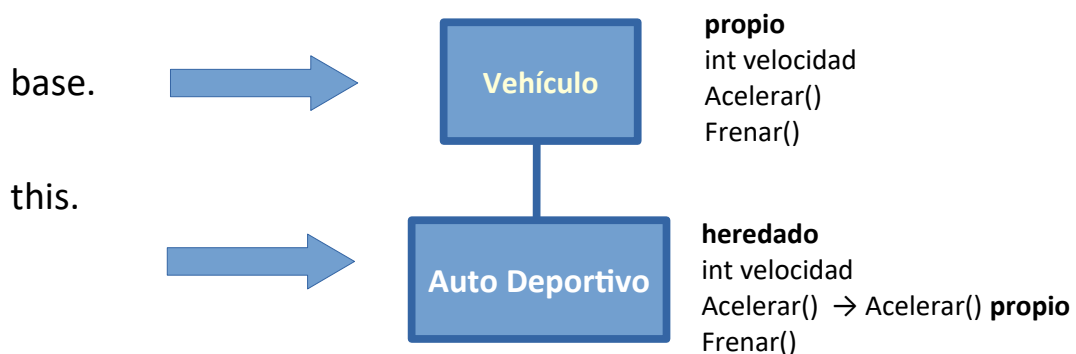 base.
Vehículo
propio
int velocidad
Acelerar()
Frenar()
this.
Auto Deportivo
heredado
int velocidad
Acelerar() → Acelerar() propio
Frenar()